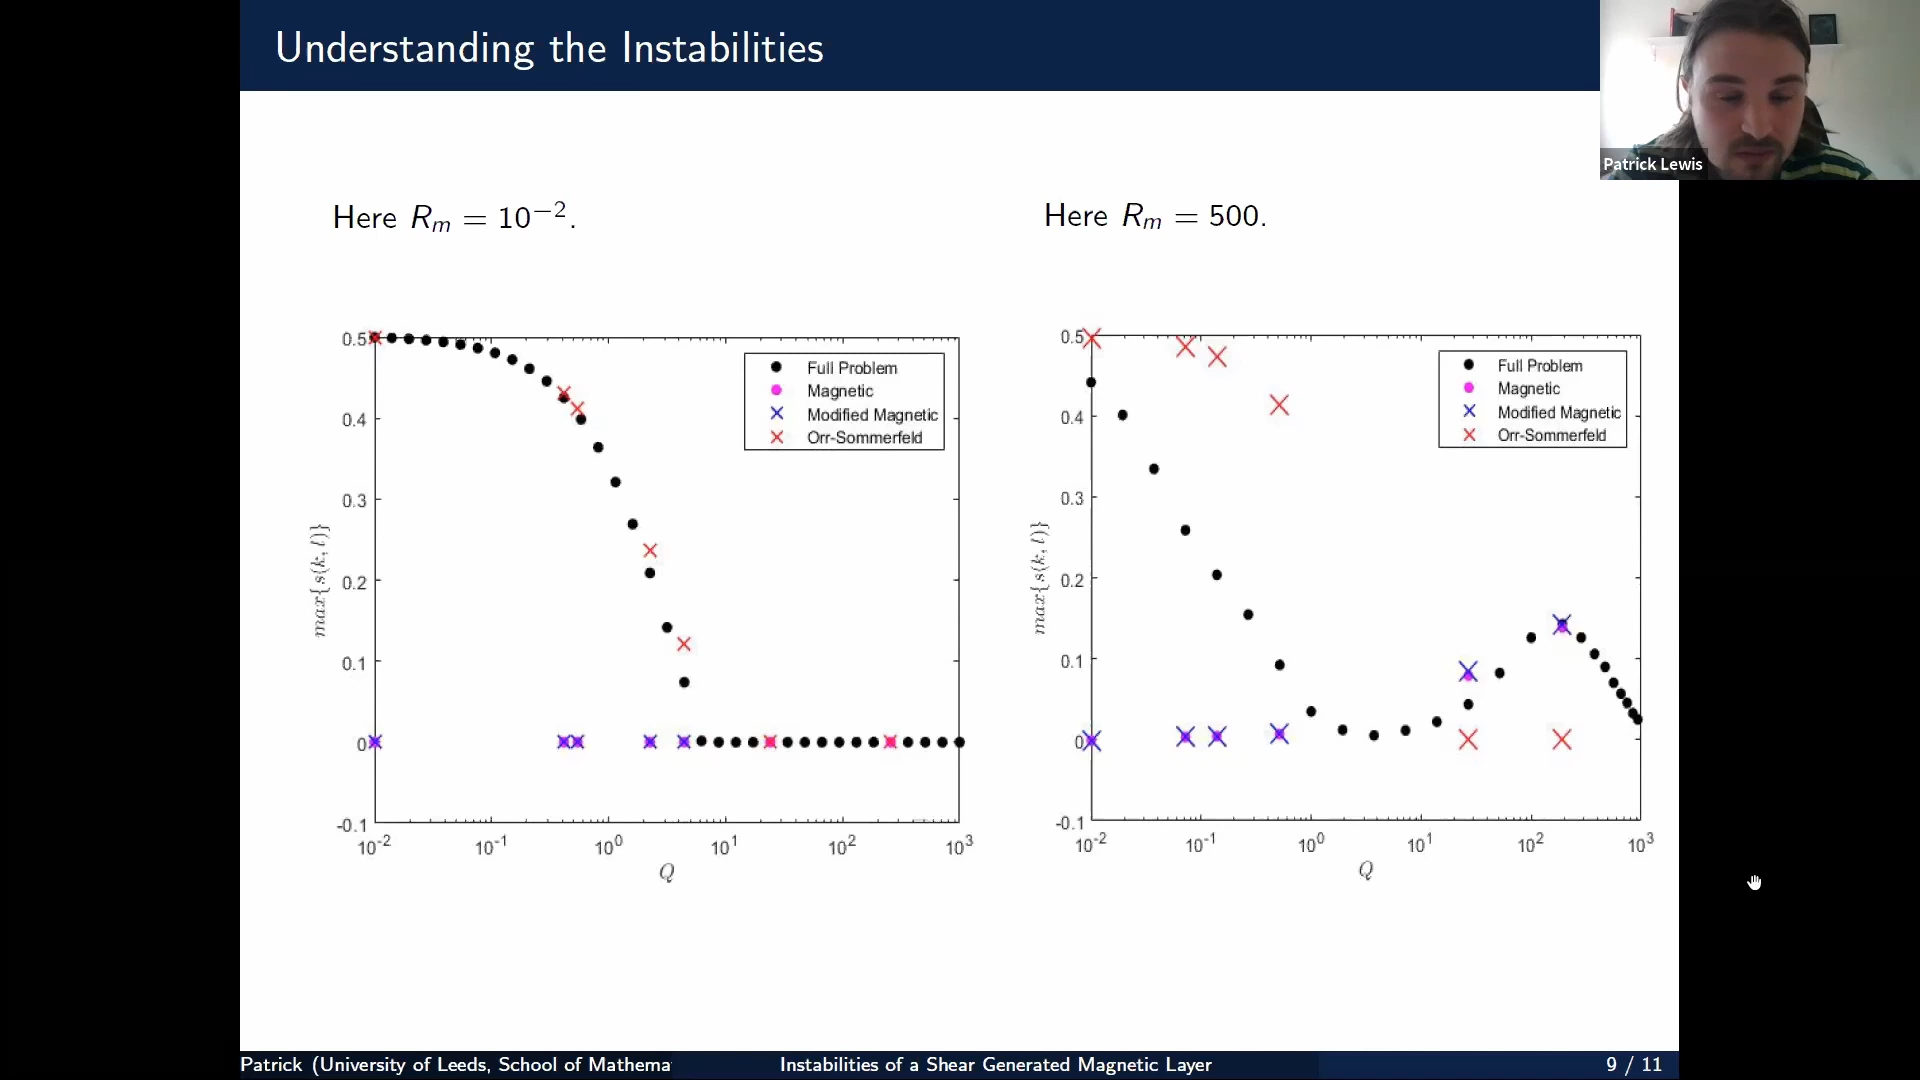 Understanding the Instabilities
Patrick Lewis
Here Rm = 10⁻².
0.5
0.4
0.3
0.2
0.1
0
-0.1
max{s(k, l)}
Full Problem
Magnetic
Modified Magnetic
Orr-Sommerfeld
10⁻² 10⁻¹ 10⁰ 10¹ 10² 10³
Q
Here Rm = 500.
0.5
0.4
0.3
0.2
0.1
0
-0.1
max{s(k, l)}
Full Problem
Magnetic
Modified Magnetic
Orr-Sommerfeld
10⁻² 10⁻¹ 10⁰ 10¹ 10² 10³
Q
Patrick (University of Leeds, School of Mathema
Instabilities of a Shear Generated Magnetic Layer
9 / 11